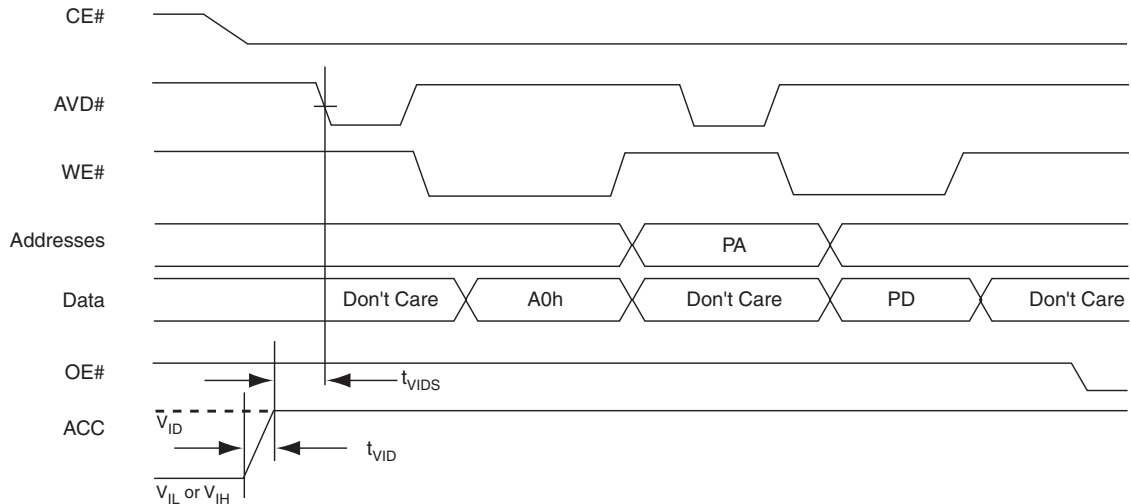 CE#
AVD#
WE#
Addresses PA
Data Don't Care A0h Don't Care PD Don't Care
OE# tVIDS
VID
ACC
tVID
VIL or VIH